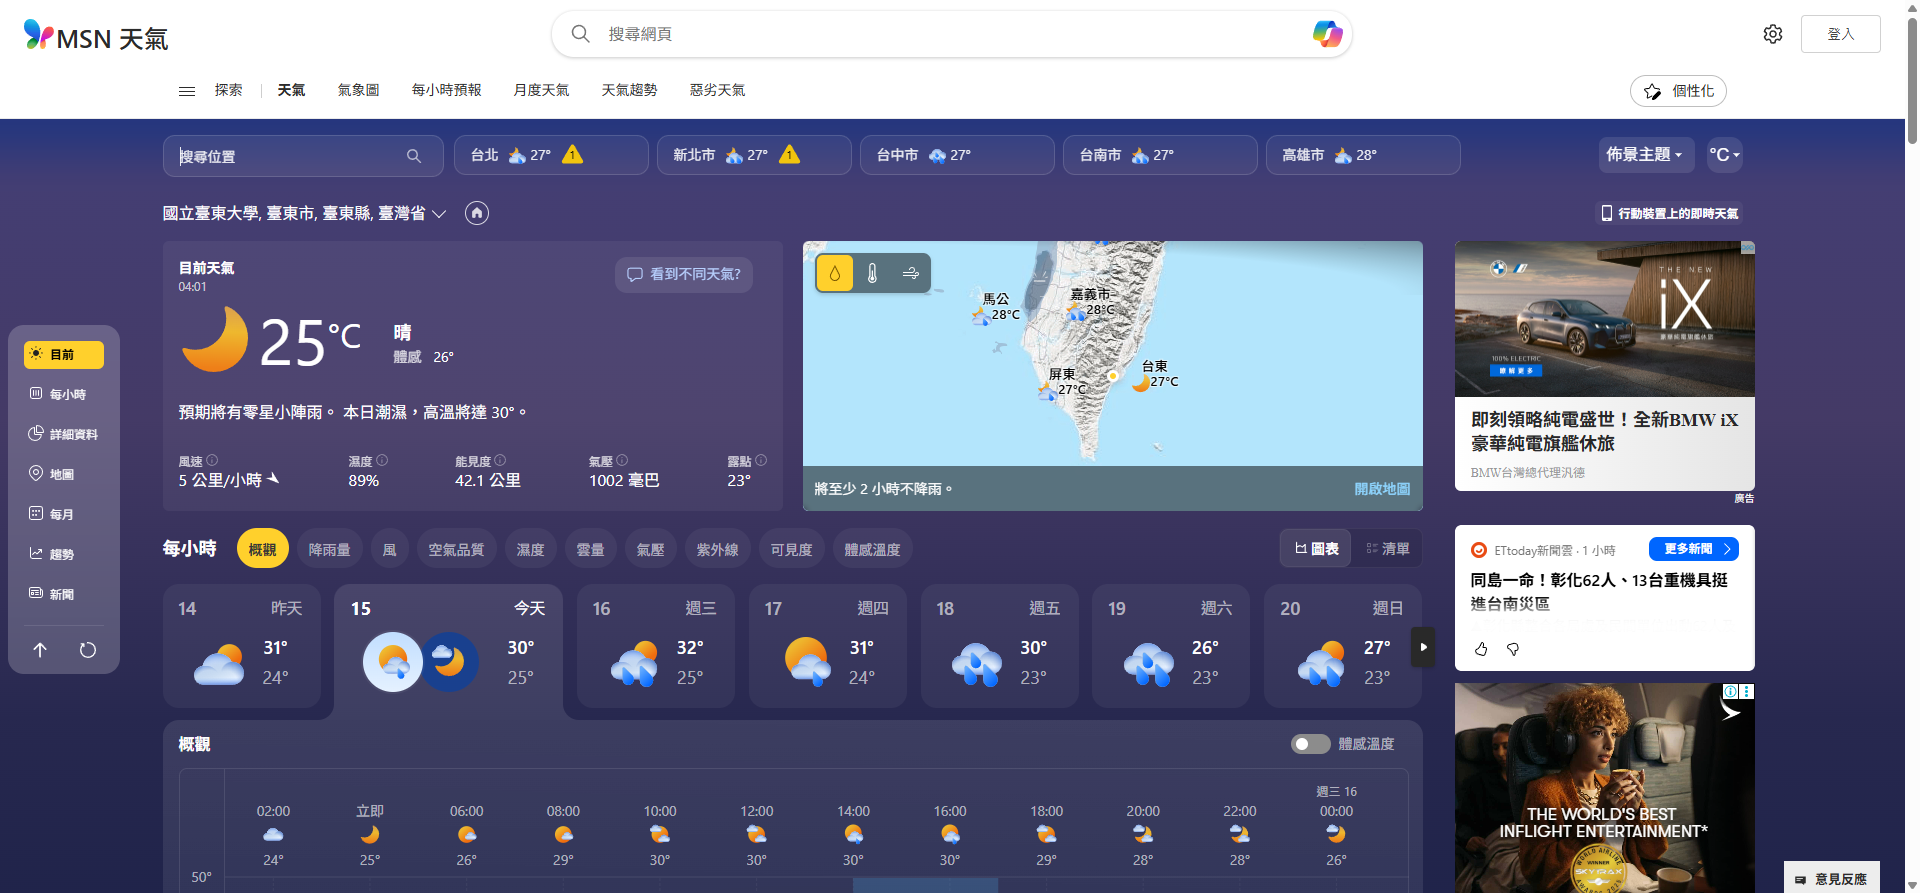 MSN 天氣
搜尋網頁
登入
探索
天氣
氣象圖
每小時預報
月度天氣
天氣趨勢
惡劣天氣
個性化
搜尋位置
台北 27° 1
新北市 27° 1
台中市 27°
台南市 27°
高雄市 28°
佈景主題
°C
國立臺東大學, 臺東市, 臺東縣, 臺灣省
行動裝置上的即時天氣
目前
每小時
詳細資料
地圖
每月
趨勢
新聞
目前天氣
04:01
看到不同天氣?
25°C
晴
體感 26°
預期將有零星小陣雨。 本日潮濕，高溫將達 30°。
風速
5 公里/小時
濕度
89%
能見度
42.1 公里
氣壓
1002 毫巴
露點
23°
馬公
28°C
嘉義市
28°C
屏東
27°C
台東
27°C
將至少 2 小時不降雨。
開啟地圖
THE NEW
iX
豪華純電旗艦休旅
100% ELECTRIC
瞭解更多
即刻領略純電盛世！全新BMW iX
豪華純電旗艦休旅
BMW台灣總代理汎德
廣告
每小時
概觀
降雨量
風
空氣品質
濕度
雲量
氣壓
紫外線
可見度
體感溫度
圖表
清單
14 昨天
31°
24°
15 今天
30°
25°
16 週三
32°
25°
17 週四
31°
24°
18 週五
30°
23°
19 週六
26°
23°
20 週日
27°
23°
ETtoday新聞雲 · 1 小時
更多新聞
同島一命！彰化62人、13台重機具挺
進台南災區
概觀
體感溫度
週三 16
02:00 立即 06:00 08:00 10:00 12:00 14:00 16:00 18:00 20:00 22:00 00:00
24° 25° 26° 29° 30° 30° 30° 30° 29° 28° 28° 26°
50°
THE WORLD'S BEST
INFLIGHT ENTERTAINMENT*
WORLD AIRLINE
WINNER
SKYTRAX
意見反應